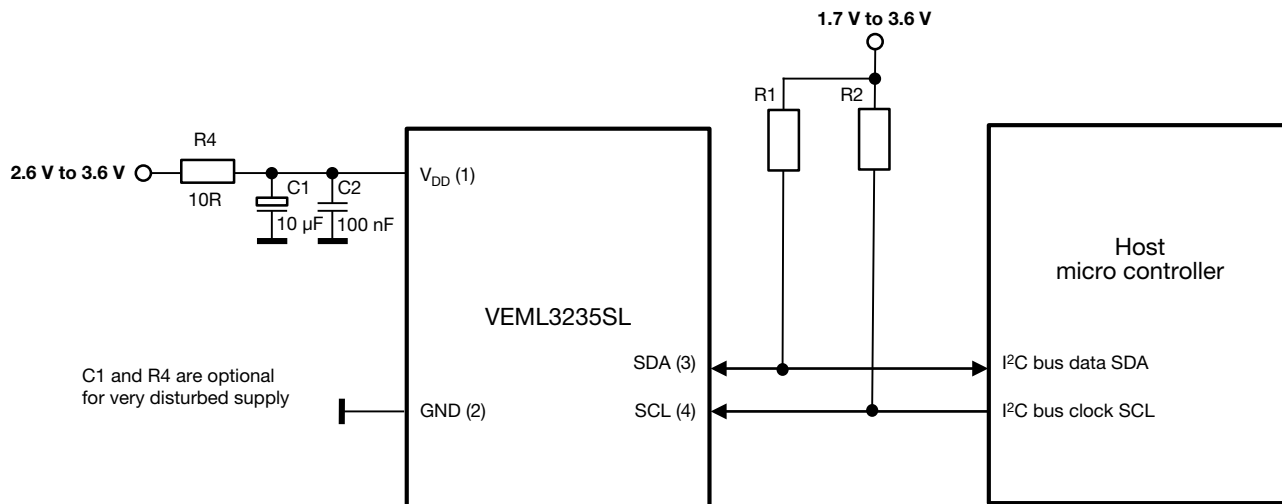 1.7 V to 3.6 V
R1
R2
R4
2.6 V to 3.6 V
10R
C1
C2
10 µF
100 nF
V_DD (1)
Host
micro controller
VEML3235SL
SDA (3)
I²C bus data SDA
C1 and R4 are optional
for very disturbed supply
GND (2)
SCL (4)
I²C bus clock SCL